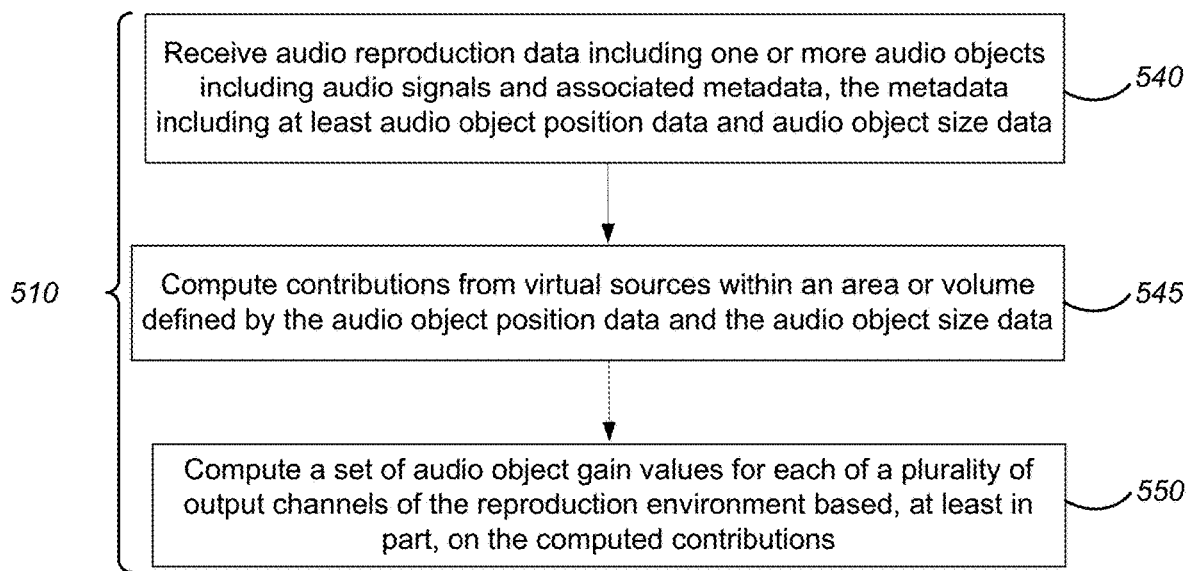 Receive audio reproduction data including one or more audio objects
including audio signals and associated metadata, the metadata
including at least audio object position data and audio object size data
540
510
Compute contributions from virtual sources within an area or volume
defined by the audio object position data and the audio object size data
545
Compute a set of audio object gain values for each of a plurality of
output channels of the reproduction environment based, at least in
part, on the computed contributions
550